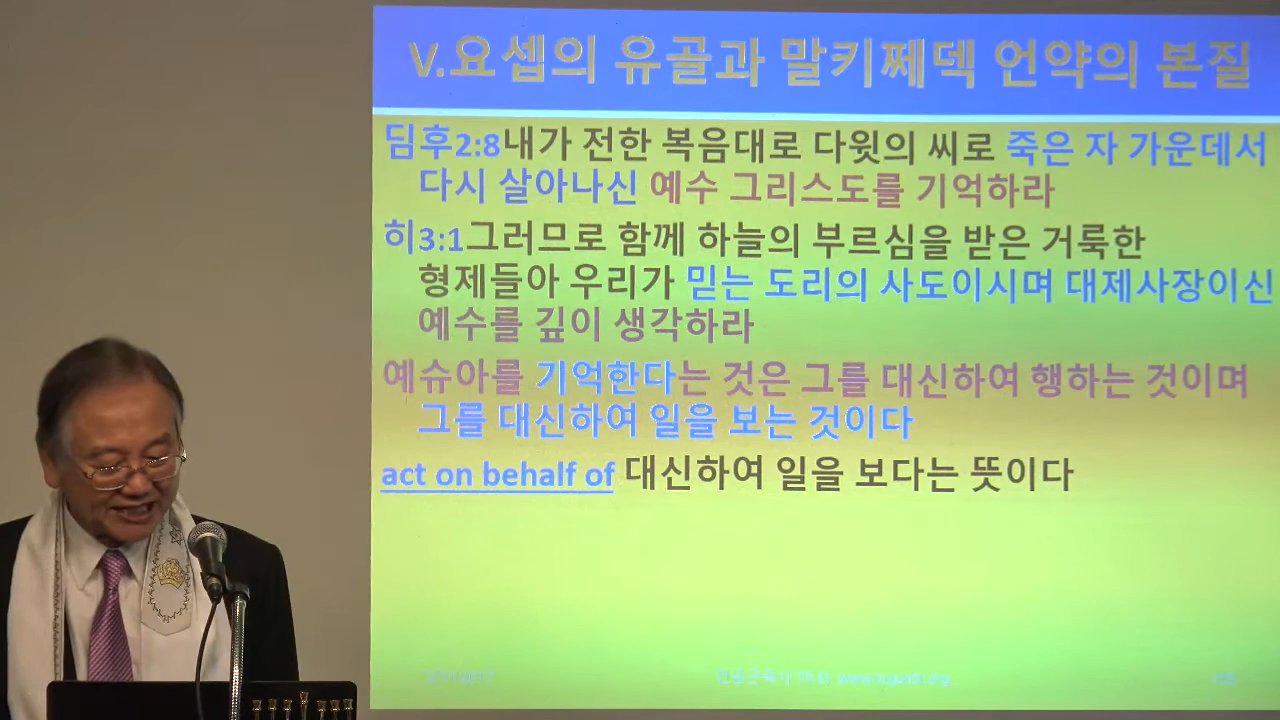 V.요셉의 유골과 말키쩨덱 언약의 본질
딤후2:8내가 전한 복음대로 다윗의 씨로 죽은 자 가운데서
다시 살아나신 예수 그리스도를 기억하라
히3:1그러므로 함께 하늘의 부르심을 받은 거룩한
형제들아 우리가 믿는 도리의 사도이시며 대제사장이신
예수를 깊이 생각하라
예슈아를 기억한다는 것은 그를 대신하여 행하는 것이며
그를 대신하여 일을 보는 것이다
act on behalf of 대신하여 일을 보다는 뜻이다
Th.D.